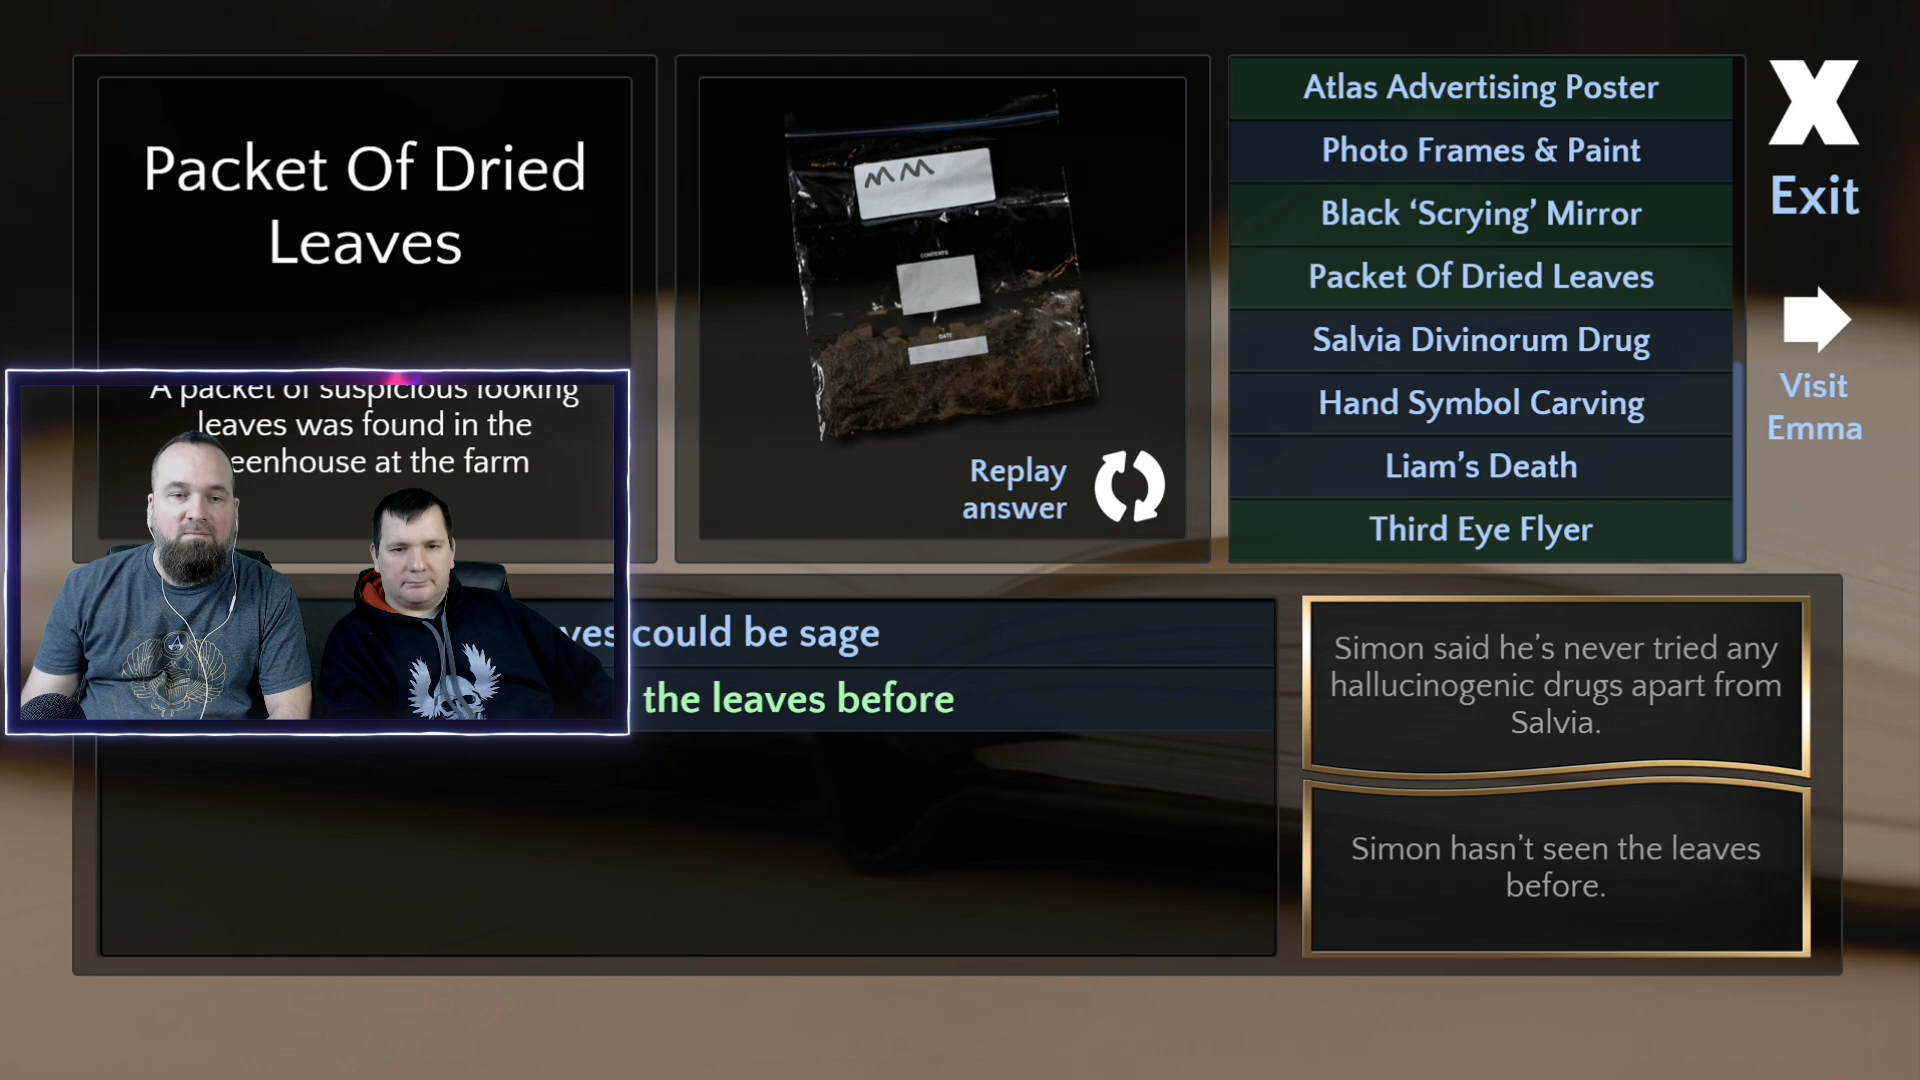 Packet Of Dried
Leaves
A packet of suspicious looking
leaves was found in the
at the farm
MM
CONTENTS
DATE
Replay
answer
Atlas Advertising Poster
Photo Frames & Paint
Black ‘Scrying’ Mirror
Packet Of Dried Leaves
Salvia Divinorum Drug
Hand Symbol Carving
Liam’s Death
Third Eye Flyer
X
Exit
Visit
Emma
could be sage
the leaves before
Simon said he’s never tried any
hallucinogenic drugs apart from
Salvia.
Simon hasn’t seen the leaves
before.